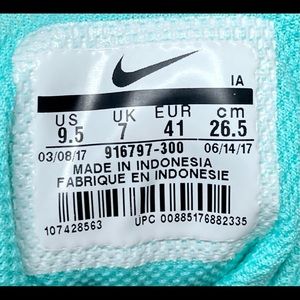 IA
US UK EUR cm
9.5 7 41 26.5
03/08/17 916797-300 06/14/17
MADE IN INDONESIA
FABRIQUE EN INDONESIE
107428563 UPC 00885176882335